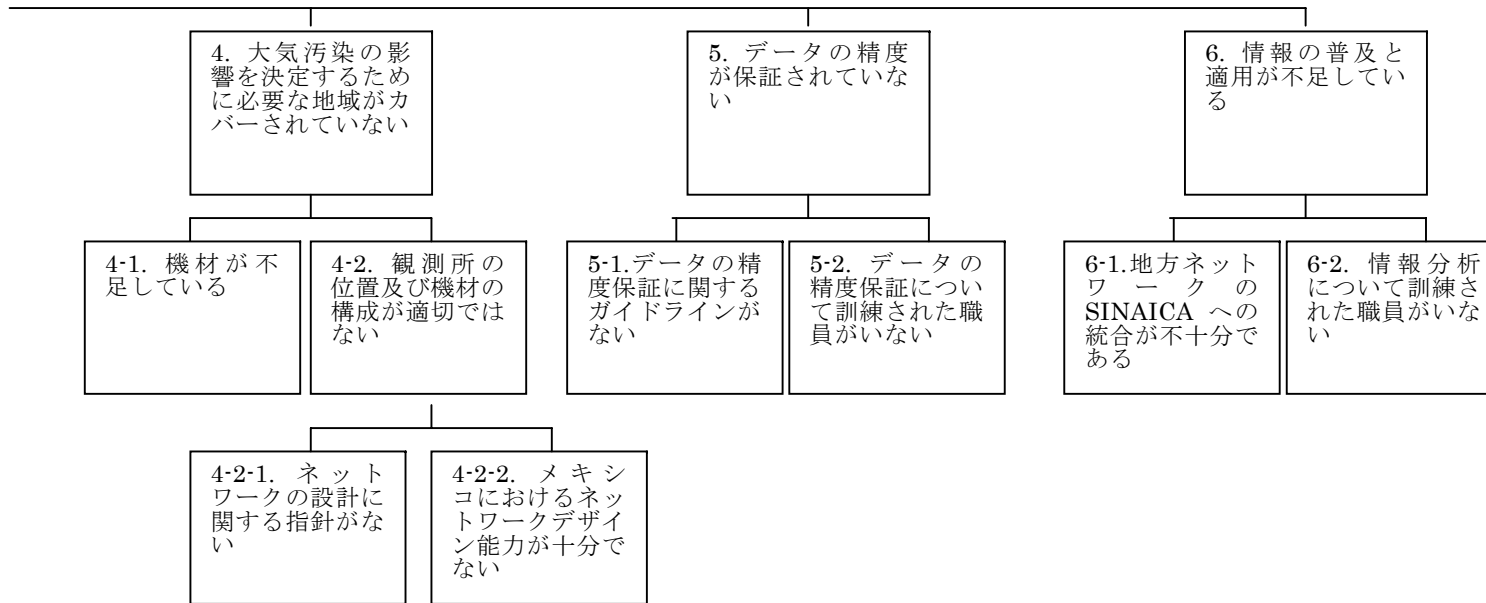 4. 大気汚染の影
響を決定するため
に必要な地域がカ
バーされていない
5. データの精度
が保証されていな
い
6. 情報の普及と
適用が不足してい
る
4-1. 機材が不
足している
4-2. 観測所の
位置及び機材の
構成が適切では
ない
5-1.データの精
度保証に関する
ガイドラインが
ない
5-2. データの
精度保証につい
て訓練された職
員がいない
6-1.地方ネット
ワークの
SINAICA への
統合が不十分で
ある
6-2. 情報分析
について訓練さ
れた職員がいな
い
4-2-1. ネット
ワークの設計に
関する指針がな
い
4-2-2. メキシ
コにおけるネッ
トワークデザイ
ン能力が十分で
ない